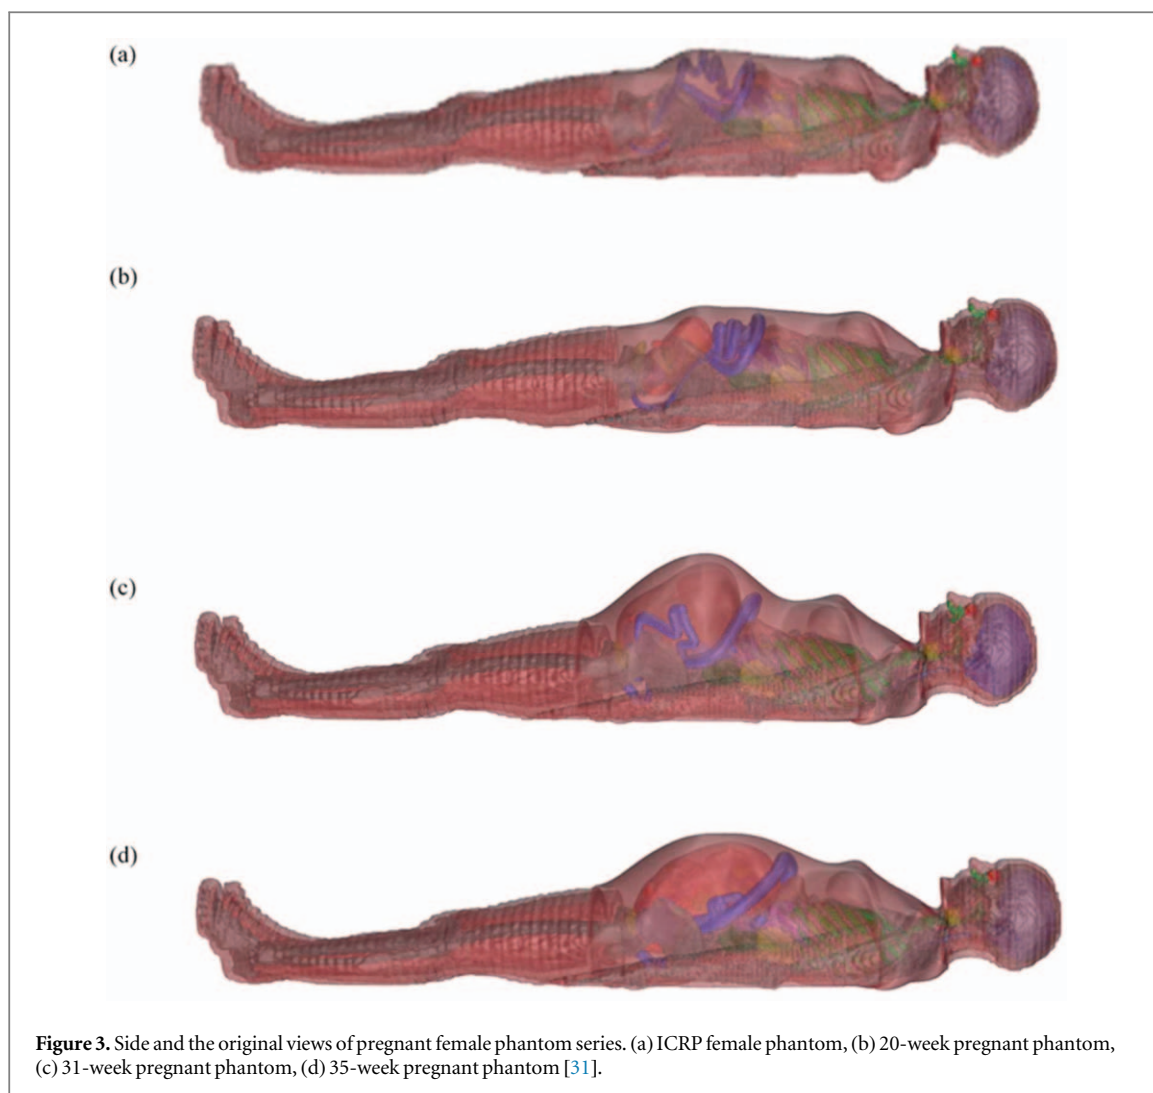 (a)
(b)
(c)
(d)
Figure 3. Side and the original views of pregnant female phantom series. (a) ICRP female phantom, (b) 20-week pregnant phantom,
(c) 31-week pregnant phantom, (d) 35-week pregnant phantom [31].